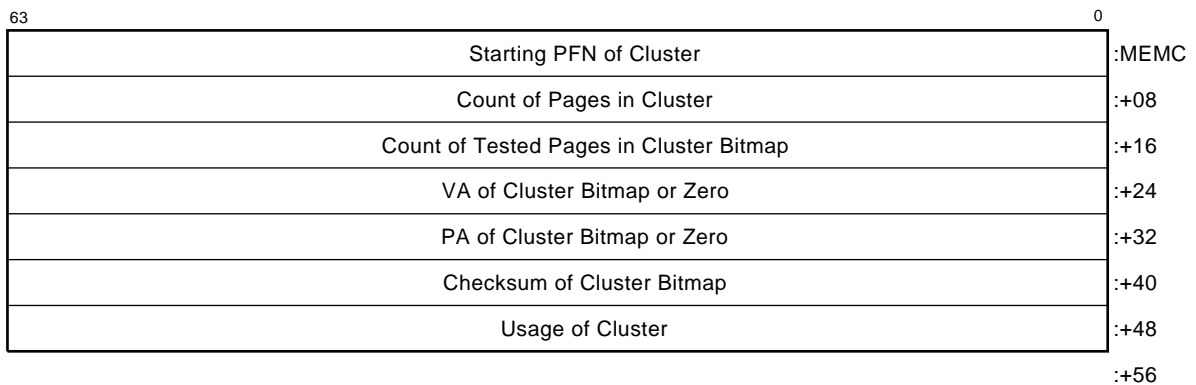 63 0
Starting PFN of Cluster :MEMC
Count of Pages in Cluster :+08
Count of Tested Pages in Cluster Bitmap :+16
VA of Cluster Bitmap or Zero :+24
PA of Cluster Bitmap or Zero :+32
Checksum of Cluster Bitmap :+40
Usage of Cluster :+48
:+56